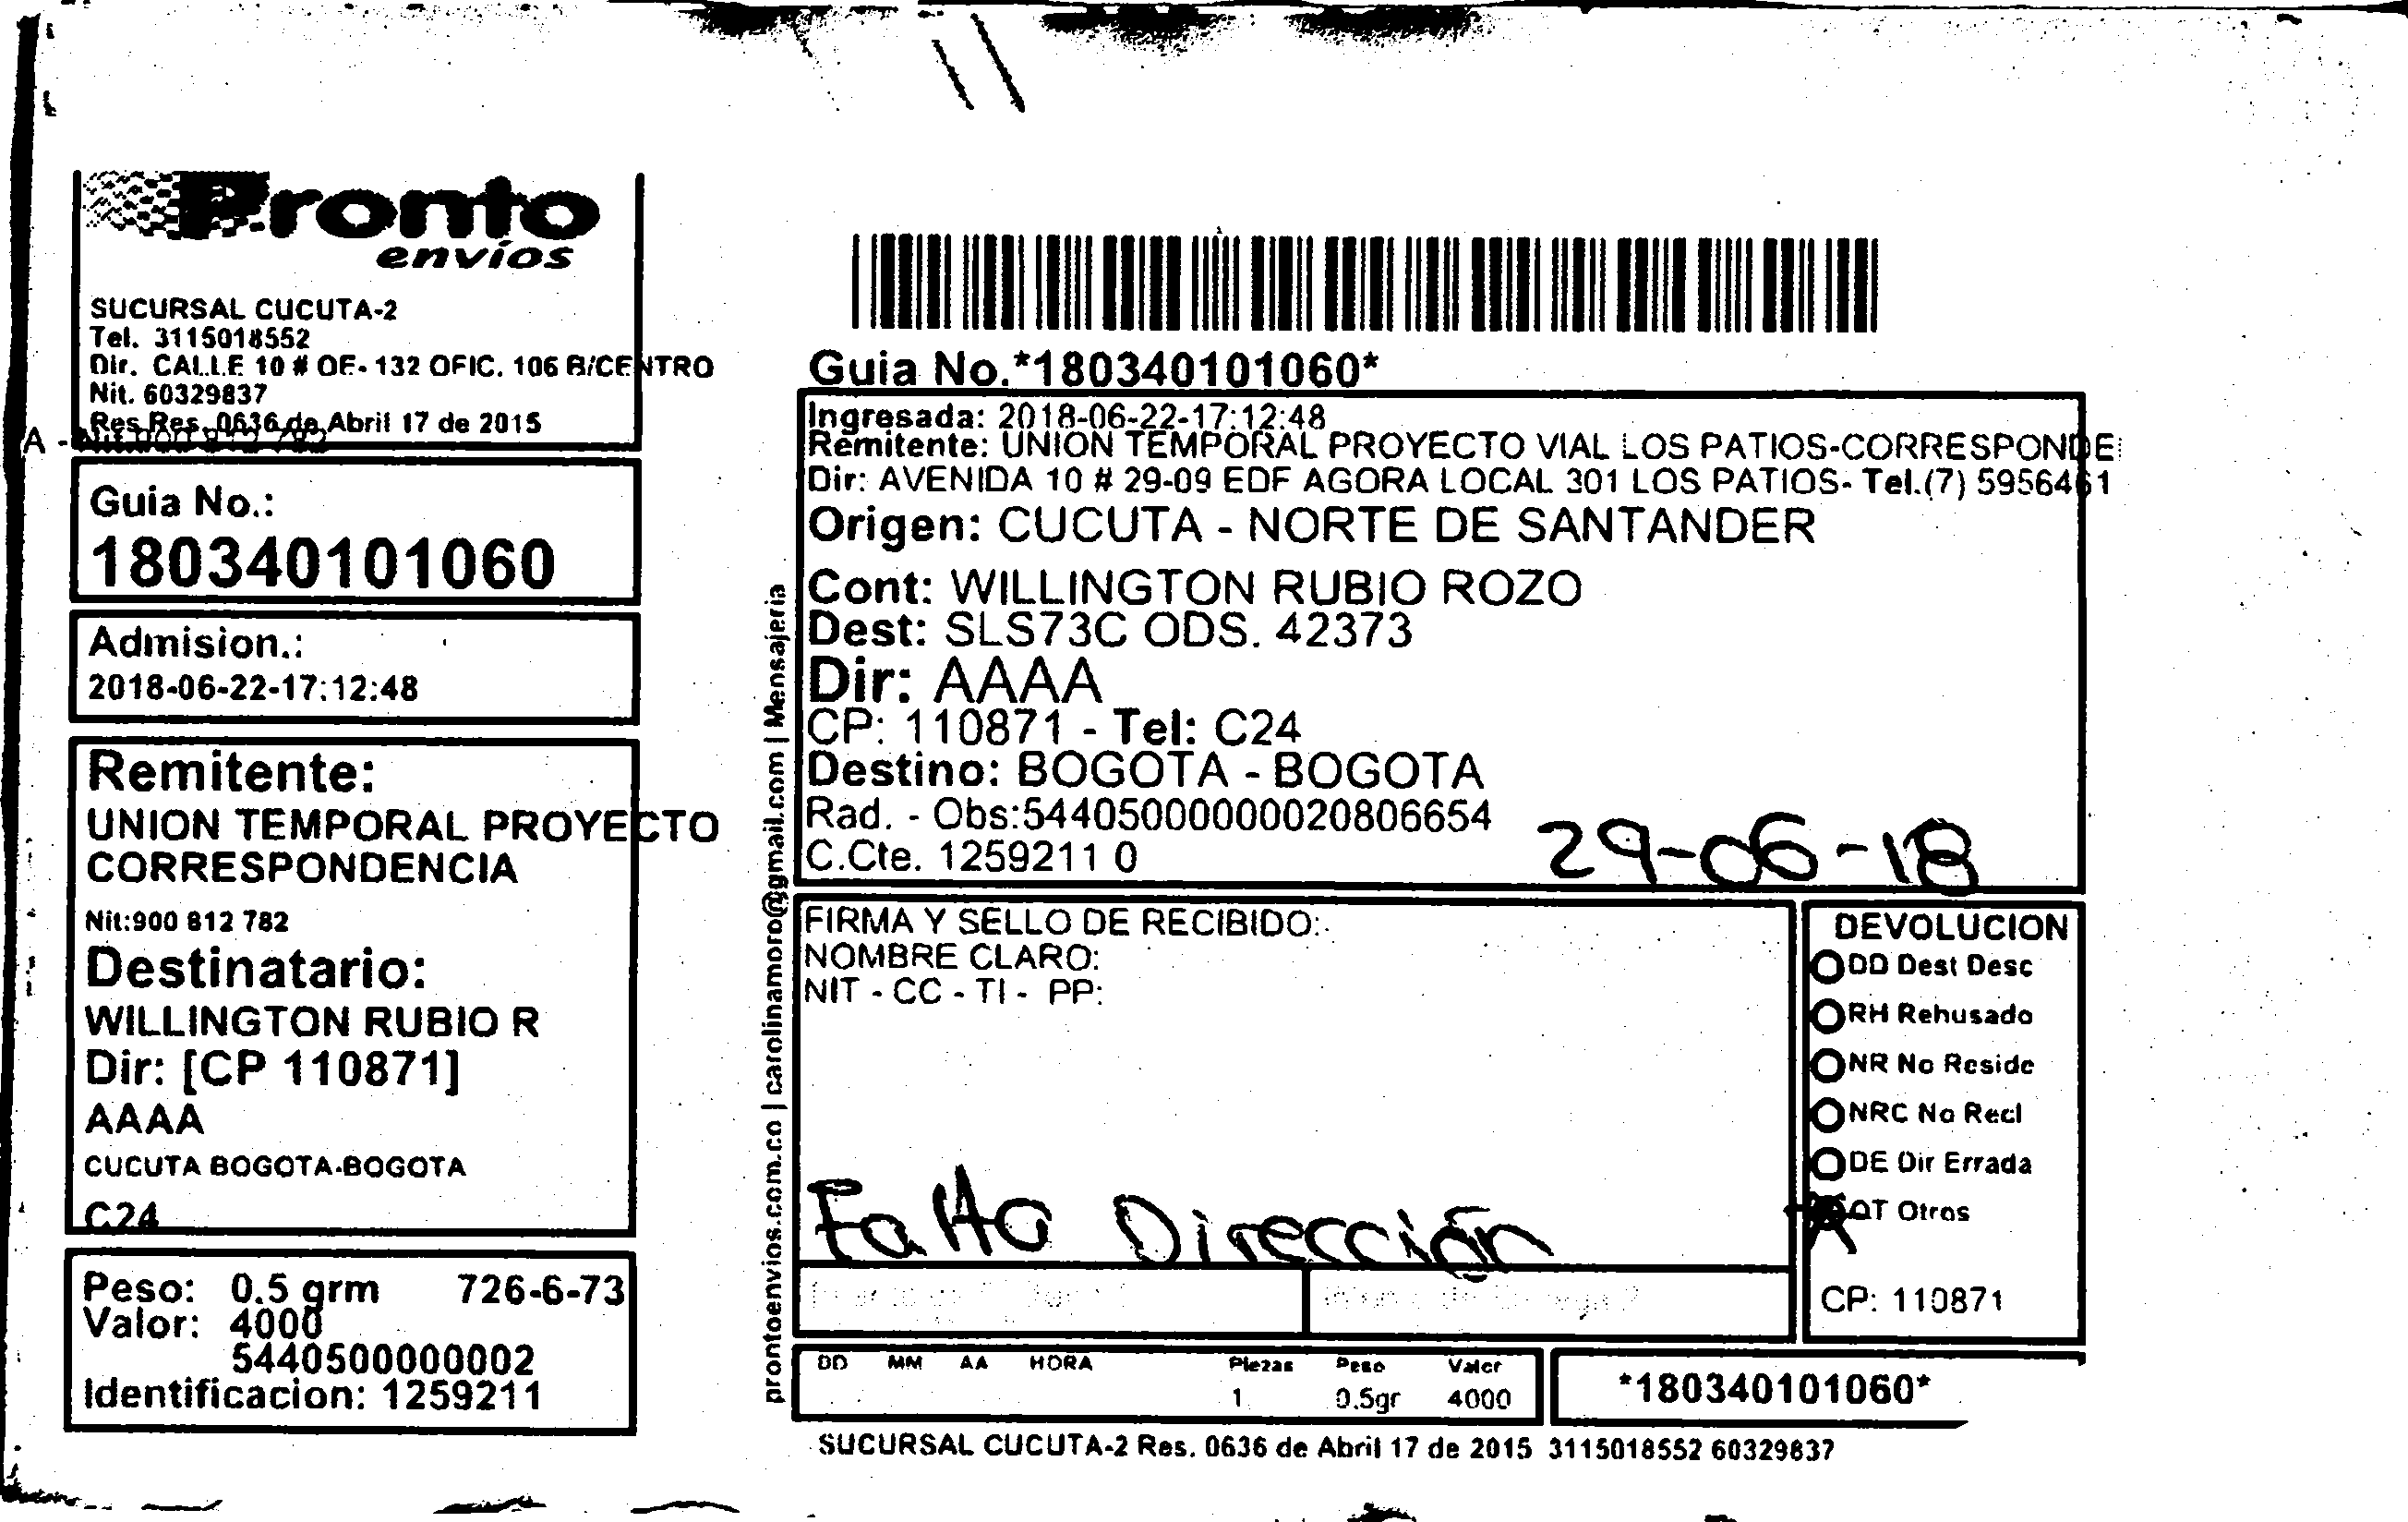 Pronto
envíos
SUCURSAL CUCUTA-2
Tel. 3115018552
Dir. CALLE 10 # OE- 132 OFIC. 106 B/CENTRO
Nit. 60329837
Res Res. 0636 de Abril 17 de 2015
Guia No.:
180340101060
Admision.:
2018-06-22-17:12:48
Remitente:
UNION TEMPORAL PROYECTO
CORRESPONDENCIA
Nit:900 812 782
Destinatario:
WILLINGTON RUBIO R
Dir: [CP 110871]
AAAA
CUCUTA BOGOTA-BOGOTA
C24
Peso: 0.5 grm 726-6-73
Valor: 4000
5440500000002
Identificacion: 1259211
prontoenvios.com.co | carolinamoro@gmail.com | Mensajeria
Guia No.*180340101060*
Ingresada: 2018-06-22-17:12:48
Remitente: UNION TEMPORAL PROYECTO VIAL LOS PATIOS-CORRESPONDE
Dir: AVENIDA 10 # 29-09 EDF AGORA LOCAL 301 LOS PATIOS- Tel.(7) 5956461
Origen: CUCUTA - NORTE DE SANTANDER
Cont: WILLINGTON RUBIO ROZO
Dest: SLS73C ODS. 42373
Dir: AAAA
CP: 110871 - Tel: C24
Destino: BOGOTA - BOGOTA
Rad. - Obs:544050000000020806654
C.Cte. 1259211 0
29-06-18
FIRMA Y SELLO DE RECIBIDO:
NOMBRE CLARO:
NIT - CC - TI - PP:
Falta Dirección
DEVOLUCION
DD Dest Desc
RH Rehusado
NR No Reside
NRC No Recl
DE Dir Errada
OT Otros
CP: 110871
DD MM AA HORA Piezas Peso Valor
1 0.5gr 4000
*180340101060*
SUCURSAL CUCUTA-2 Res. 0636 de Abril 17 de 2015 3115018552 60329837